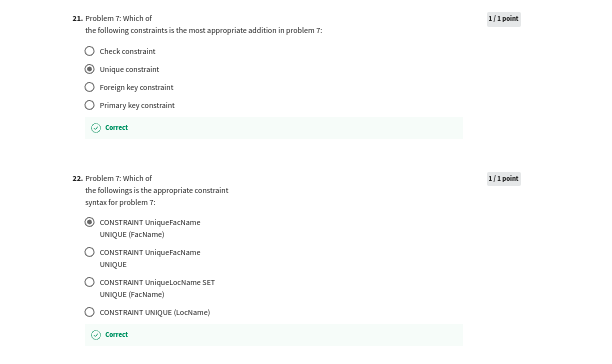 21. Problem 7: Which of
1 / 1 point
the following constraints is the most appropriate addition in problem 7:
Check constraint
Unique constraint
Foreign key constraint
Primary key constraint
Correct
22. Problem 7: Which of
1 / 1 point
the followings is the appropriate constraint
syntax for problem 7:
CONSTRAINT UniqueFacName
UNIQUE (FacName)
CONSTRAINT UniqueFacName
UNIQUE
CONSTRAINT UniqueLocName SET
UNIQUE (FacName)
CONSTRAINT UNIQUE (LocName)
Correct